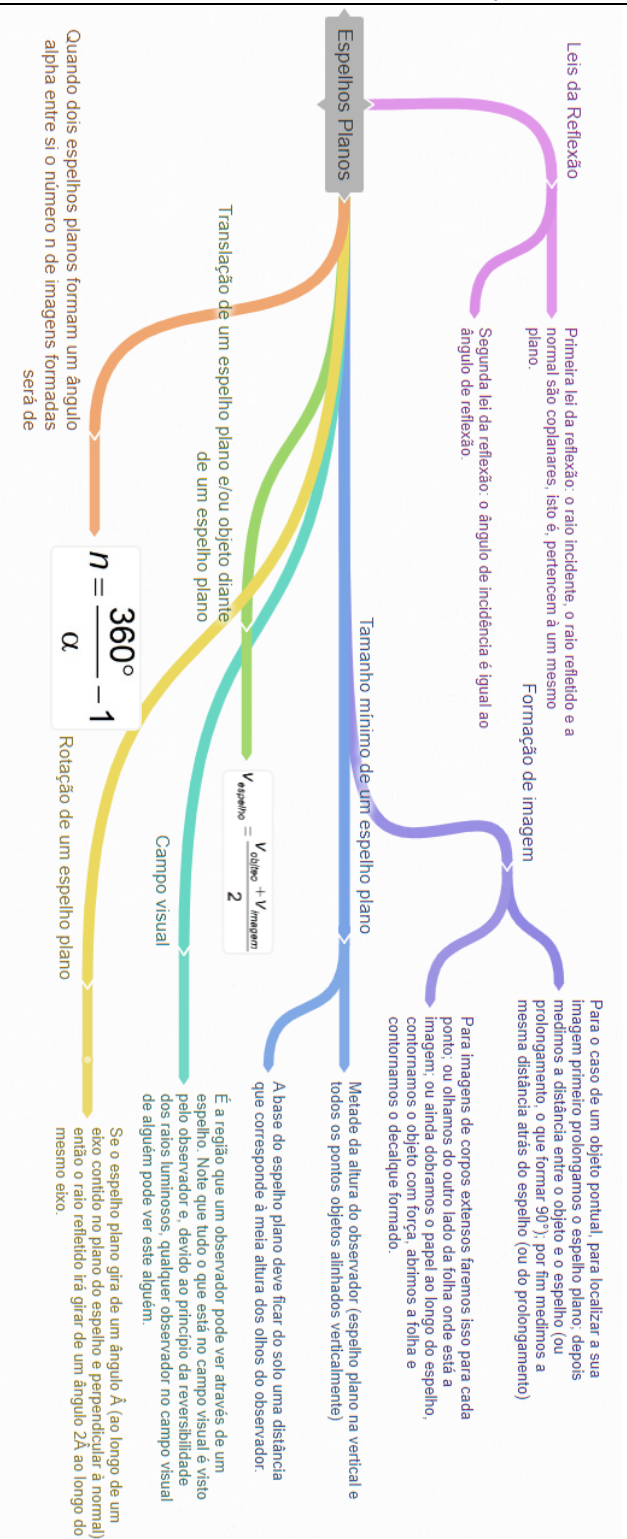 Espelhos Planos
Leis da Reflexão
Primeira lei da reflexão: o raio incidente, o raio refletido e a
normal são coplanares, isto é, pertencem à um mesmo
plano.
Segunda lei da reflexão: o ângulo de incidência é igual ao
ângulo de reflexão.
Formação de imagem
Para o caso de um objeto pontual, para localizar a sua
imagem primeiro prolongamos o espelho plano; depois
medimos a distância entre o objeto e o espelho (ou
prolongamento, o que formar 90°); por fim medimos a
mesma distância atrás do espelho (ou do prolongamento)
Para imagens de corpos extensos faremos isso para cada
ponto; ou olhamos do outro lado da folha onde está a
imagem; ou ainda dobramos o papel ao longo do espelho,
contornamos o objeto com força, abrimos a folha e
contornamos o decalque formado.
Tamanho mínimo de um espelho plano
Metade da altura do observador (espelho plano na vertical e
todos os pontos objetos alinhados verticalmente)
A base do espelho plano deve ficar do solo uma distância
que corresponde à meia altura dos olhos do observador.
Translação de um espelho plano e/ou objeto diante
de um espelho plano
V espelho = V objteo + V imagem / 2
Campo visual
É a região que um observador pode ver através de um
espelho. Note que tudo o que está no campo visual é visto
pelo observador e, devido ao princípio da reversibilidade
dos raios luminosos, qualquer observador no campo visual
de alguém pode ver este alguém.
Quando dois espelhos planos formam um ângulo
alpha entre si o número n de imagens formadas
será de
n = 360° / α − 1
Rotação de um espelho plano
Se o espelho plano gira de um ângulo Â (ao longo de um
eixo contido no plano do espelho e perpendicular à normal)
então o raio refletido irá girar de um ângulo 2Â ao longo do
mesmo eixo.